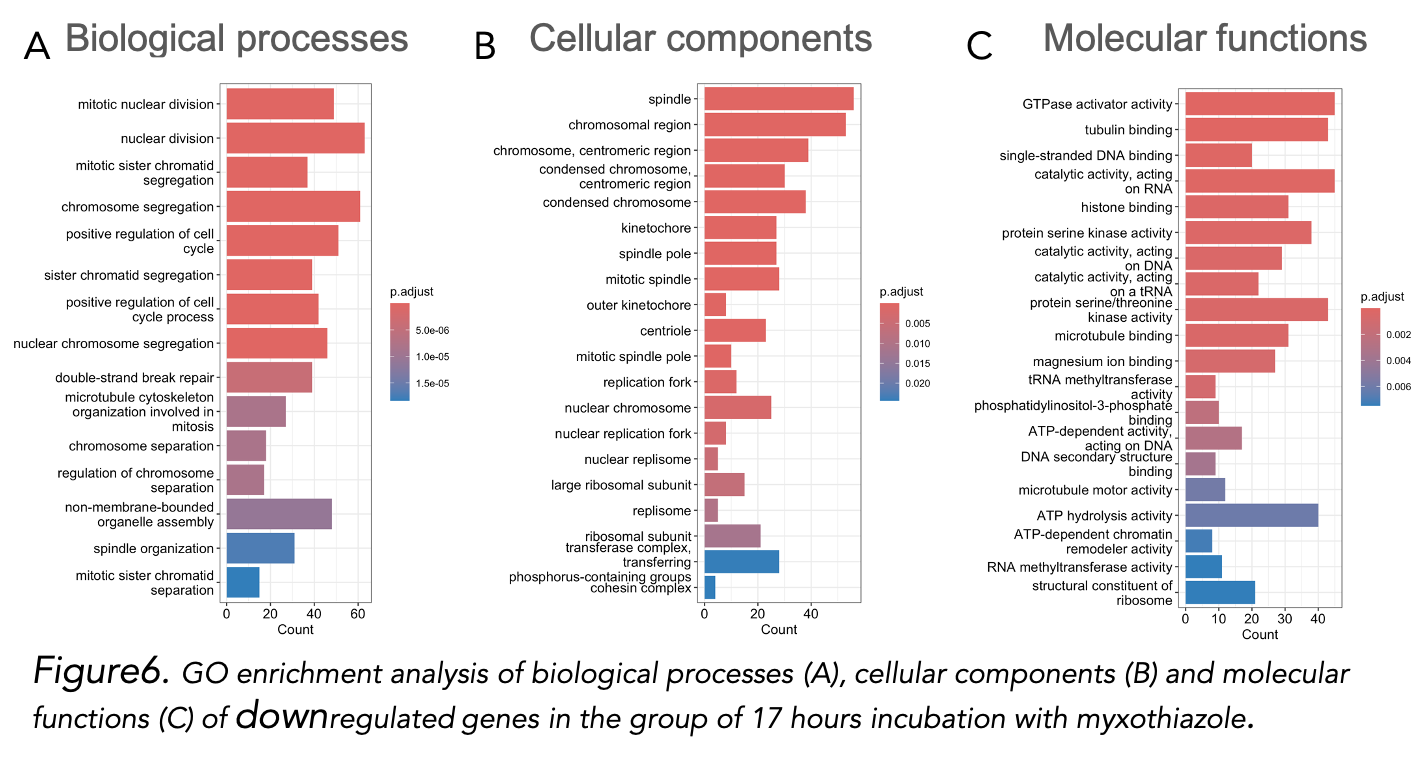 A Biological processes
mitotic nuclear division
nuclear division
mitotic sister chromatid
segregation
chromosome segregation
positive regulation of cell
cycle
sister chromatid segregation
positive regulation of cell
cycle process
nuclear chromosome segregation
double-strand break repair
microtubule cytoskeleton
organization involved in
mitosis
chromosome separation
regulation of chromosome
separation
non-membrane-bounded
organelle assembly
spindle organization
mitotic sister chromatid
separation
0 20 40 60
Count
p.adjust
5.0e-06
1.0e-05
1.5e-05
B Cellular components
spindle
chromosomal region
chromosome, centromeric region
condensed chromosome,
centromeric region
condensed chromosome
kinetochore
spindle pole
mitotic spindle
outer kinetochore
centriole
mitotic spindle pole
replication fork
nuclear chromosome
nuclear replication fork
nuclear replisome
large ribosomal subunit
replisome
ribosomal subunit
transferase complex,
transferring
phosphorus-containing groups
cohesin complex
0 20 40
Count
p.adjust
0.005
0.010
0.015
0.020
C Molecular functions
GTPase activator activity
tubulin binding
single-stranded DNA binding
catalytic activity, acting
on RNA
histone binding
protein serine kinase activity
catalytic activity, acting
on DNA
catalytic activity, acting
on a tRNA
protein serine/threonine
kinase activity
microtubule binding
magnesium ion binding
tRNA methyltransferase
activity
phosphatidylinositol-3-phosphate
binding
ATP-dependent activity,
acting on DNA
DNA secondary structure
binding
microtubule motor activity
ATP hydrolysis activity
ATP-dependent chromatin
remodeler activity
RNA methyltransferase activity
structural constituent of
ribosome
0 10 20 30 40
Count
p.adjust
0.002
0.004
0.006
Figure6. GO enrichment analysis of biological processes (A), cellular components (B) and molecular
functions (C) of downregulated genes in the group of 17 hours incubation with myxothiazole.